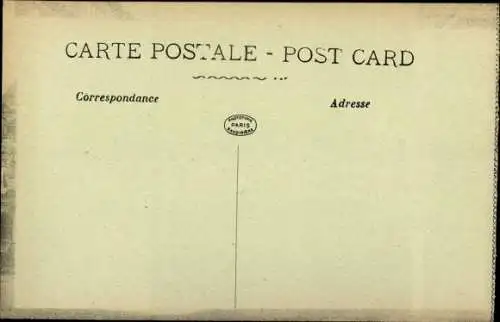 CARTE POSTALE - POST CARD
Correspondance
Adresse
PARIS